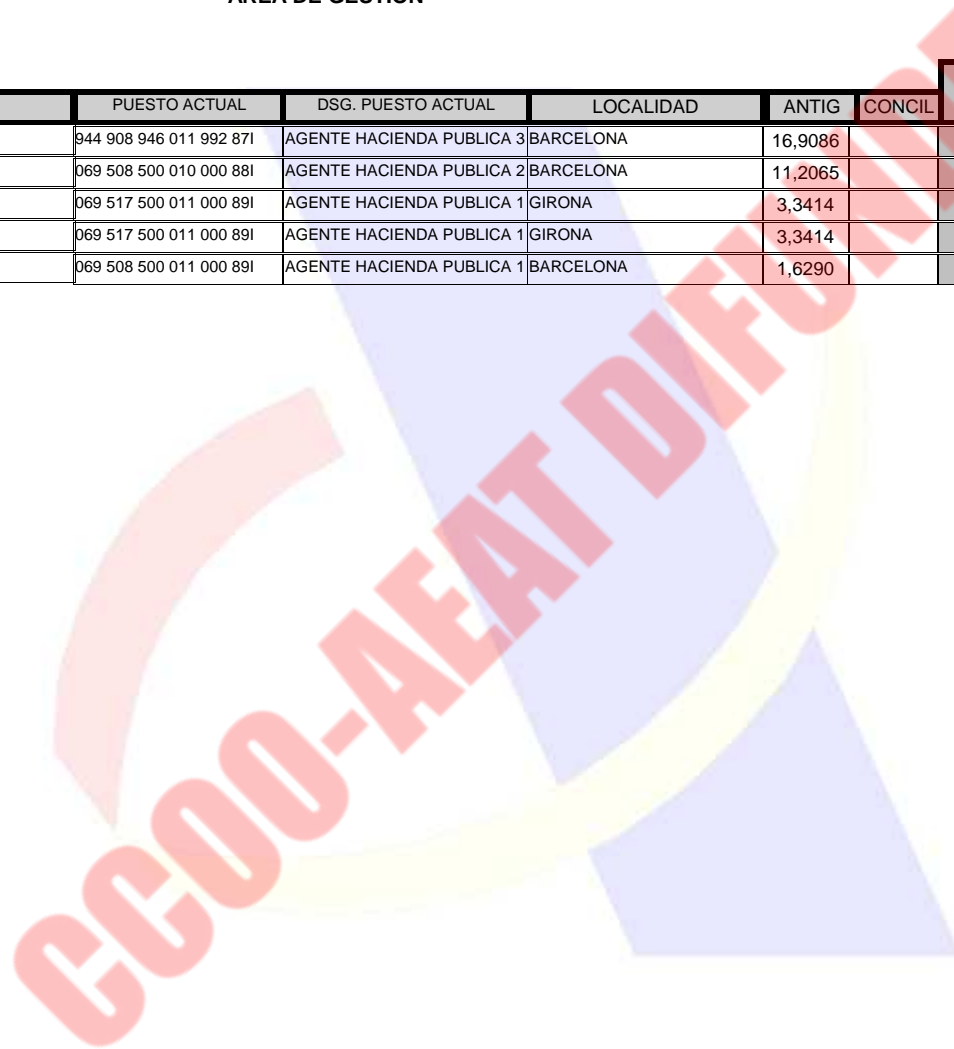 ÁREA DE GESTIÓN
PUESTO ACTUAL DSG. PUESTO ACTUAL LOCALIDAD ANTIG CONCIL
944 908 946 011 992 87I AGENTE HACIENDA PUBLICA 3 BARCELONA 16,9086
069 508 500 010 000 88I AGENTE HACIENDA PUBLICA 2 BARCELONA 11,2065
069 517 500 011 000 89I AGENTE HACIENDA PUBLICA 1 GIRONA 3,3414
069 517 500 011 000 89I AGENTE HACIENDA PUBLICA 1 GIRONA 3,3414
069 508 500 011 000 89I AGENTE HACIENDA PUBLICA 1 BARCELONA 1,6290
CCOO-AEAT DIFUND